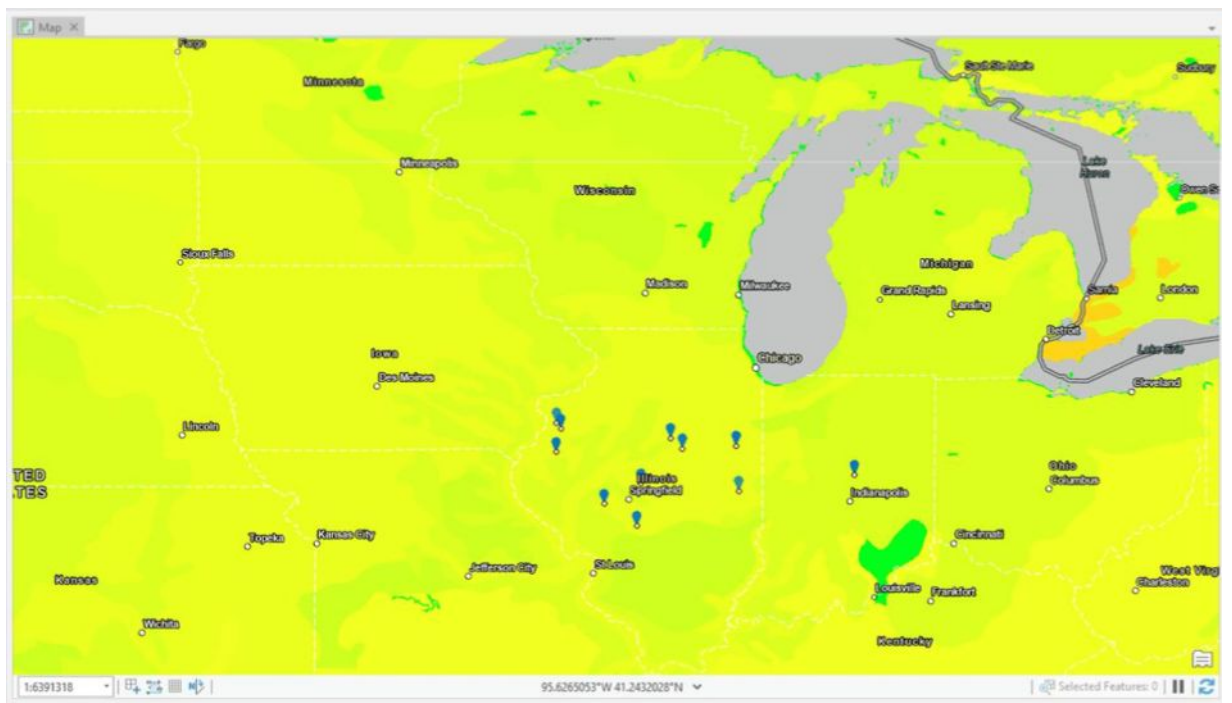 Map
Fargo
Minnesota
Sault Ste Marie
Sudbury
Minneapolis
Lake
Huron
Wisconsin
Owen S
Sioux Falls
Michigan
Madison
Milwaukee
Grand Rapids
Sarnia
London
Lansing
Detroit
Iowa
Chicago
Lake Erie
Des Moines
Cleveland
Lincoln
TED
TES
Illinois
Springfield
Indianapolis
Ohio
Columbus
Topeka
Kansas City
Cincinnati
Jefferson City
St Louis
Kansas
West Virg
Charleston
Louisville
Frankfort
Wichita
Kentucky
1:6391318
95.6265053°W 41.2432028°N
Selected Features: 0